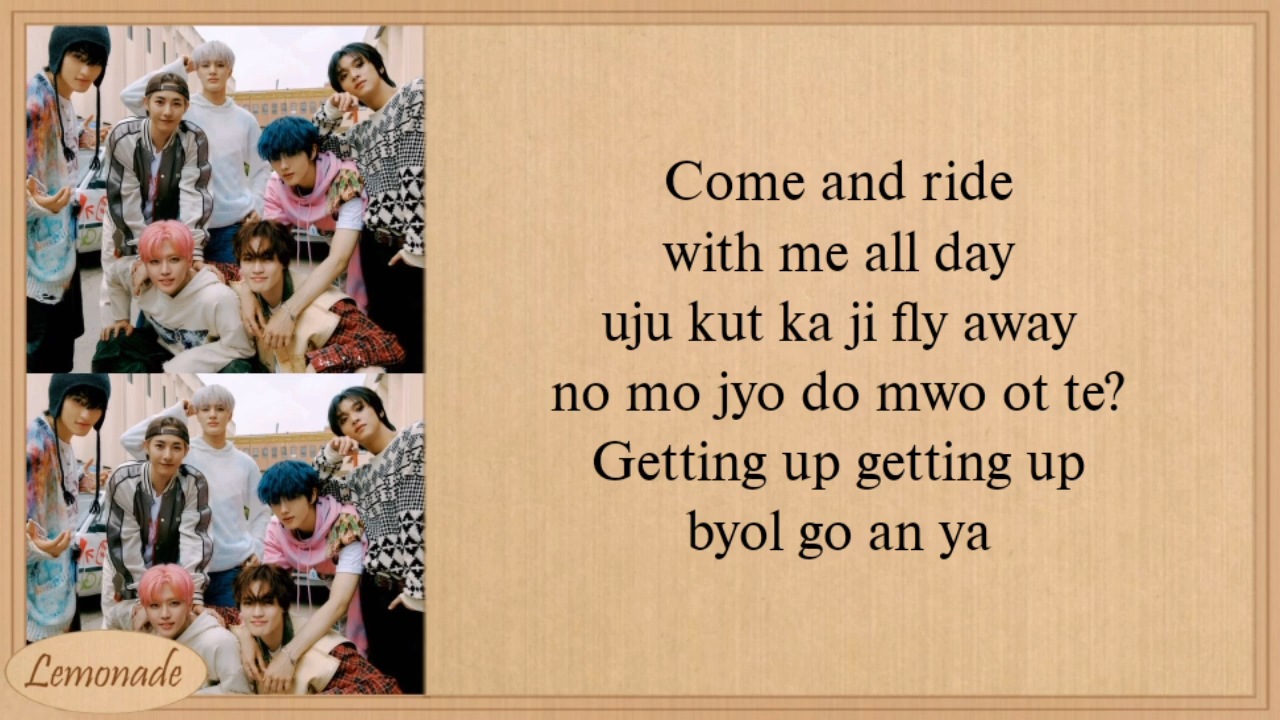 Come and ride
with me all day
uju kut ka ji fly away
no mo jyo do mwo ot te?
Getting up getting up
byol go an ya
Lemonade